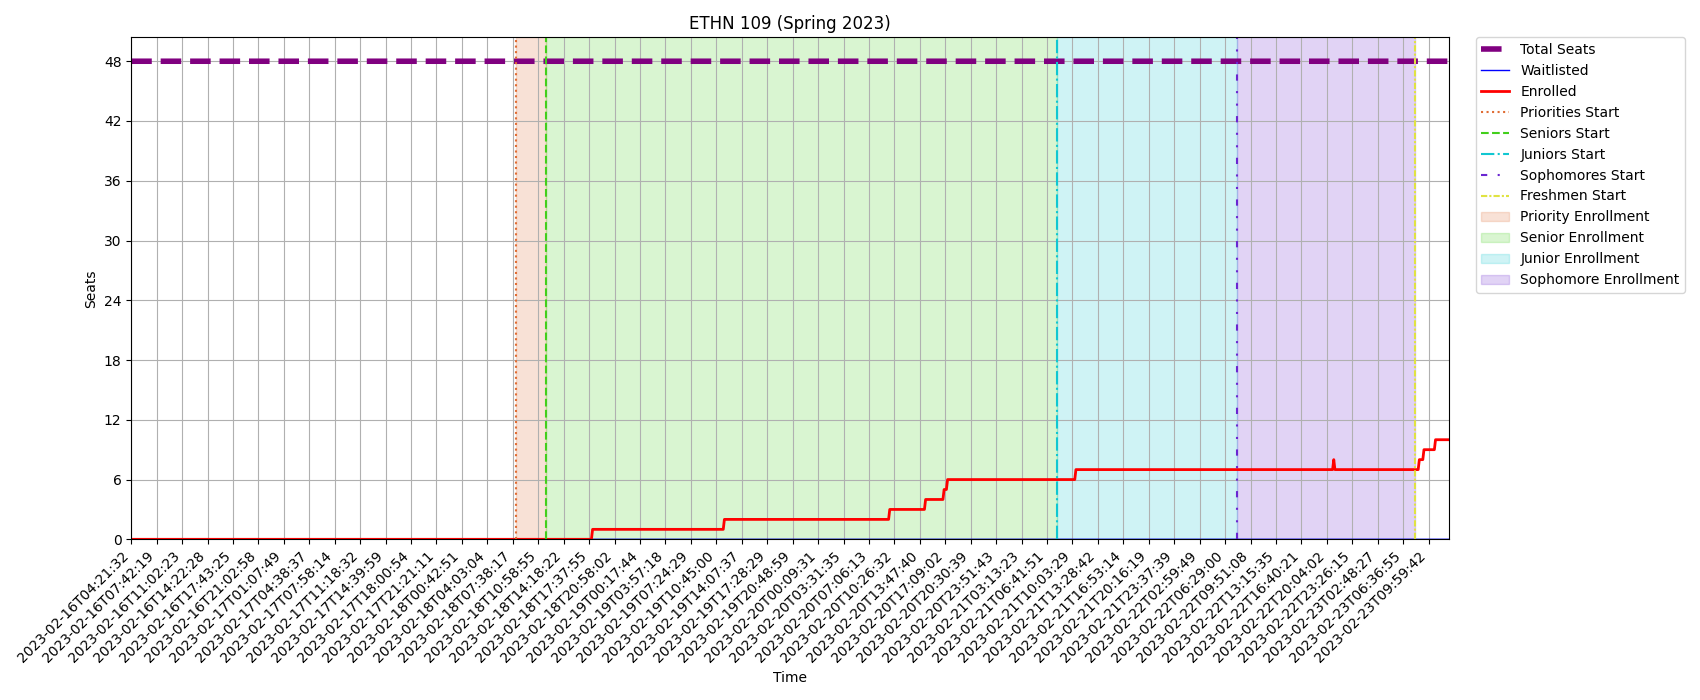 ETHN 109 (Spring 2023)
Total Seats
Waitlisted
Enrolled
Priorities Start
Seniors Start
Juniors Start
Sophomores Start
Freshmen Start
Priority Enrollment
Senior Enrollment
Junior Enrollment
Sophomore Enrollment
Seats
48
42
36
30
24
18
12
6
0
2023-02-16T04:21:32
2023-02-16T07:42:19
2023-02-16T11:02:23
2023-02-16T14:22:28
2023-02-16T17:43:25
2023-02-16T21:02:58
2023-02-17T01:07:49
2023-02-17T04:38:37
2023-02-17T07:58:14
2023-02-17T11:18:32
2023-02-17T14:39:59
2023-02-17T18:00:54
2023-02-17T21:21:11
2023-02-18T00:42:51
2023-02-18T04:03:04
2023-02-18T07:38:17
2023-02-18T10:58:55
2023-02-18T14:18:22
2023-02-18T17:37:55
2023-02-18T20:58:02
2023-02-19T00:17:44
2023-02-19T03:57:18
2023-02-19T07:24:29
2023-02-19T10:45:00
2023-02-19T14:07:37
2023-02-19T17:28:29
2023-02-19T20:48:59
2023-02-20T00:09:31
2023-02-20T03:31:35
2023-02-20T07:06:13
2023-02-20T10:26:32
2023-02-20T13:47:40
2023-02-20T17:09:02
2023-02-20T20:30:39
2023-02-20T23:51:43
2023-02-21T03:13:23
2023-02-21T06:41:51
2023-02-21T10:03:29
2023-02-21T13:28:42
2023-02-21T16:53:14
2023-02-21T20:16:19
2023-02-21T23:37:39
2023-02-22T02:59:49
2023-02-22T06:29:00
2023-02-22T09:51:08
2023-02-22T13:15:35
2023-02-22T16:40:21
2023-02-22T20:04:02
2023-02-22T23:26:15
2023-02-23T02:48:27
2023-02-23T06:36:55
2023-02-23T09:59:42
Time